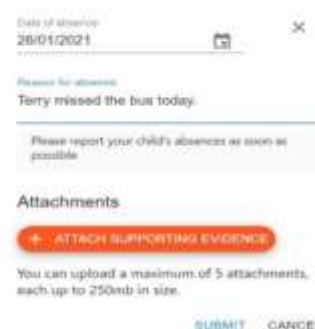 Date of absence
28/01/2021
Reason for absence
Terry missed the bus today.
Please report your child's absences as soon as
possible
Attachments
+ ATTACH SUPPORTING EVIDENCE
You can upload a maximum of 5 attachments,
each up to 250mb in size.
SUBMIT CANCE